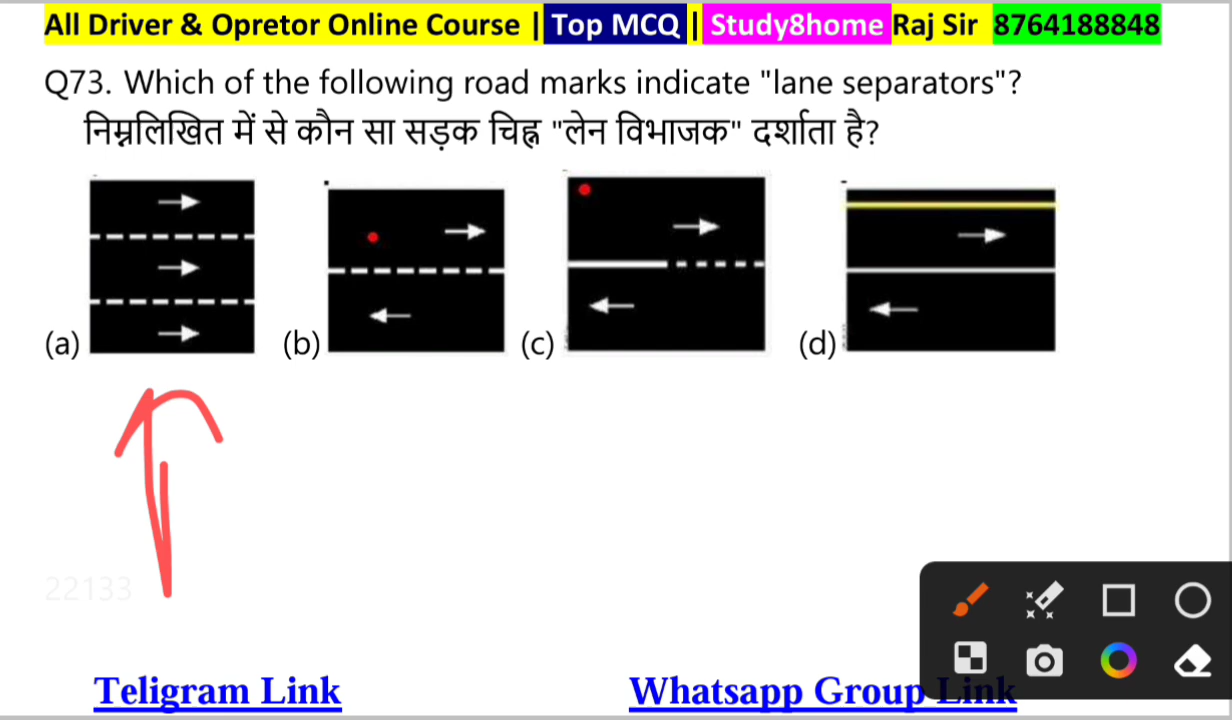 All Driver & Opretor Online Course | Top MCQ | Study8home Raj Sir 8764188848
Q73. Which of the following road marks indicate "lane separators"?
निम्नलिखित में से कौन सा सड़क चिह्न "लेन विभाजक" दर्शाता है?
(a) (b) (c) (d)
22133
Teligram Link Whatsapp Group Link